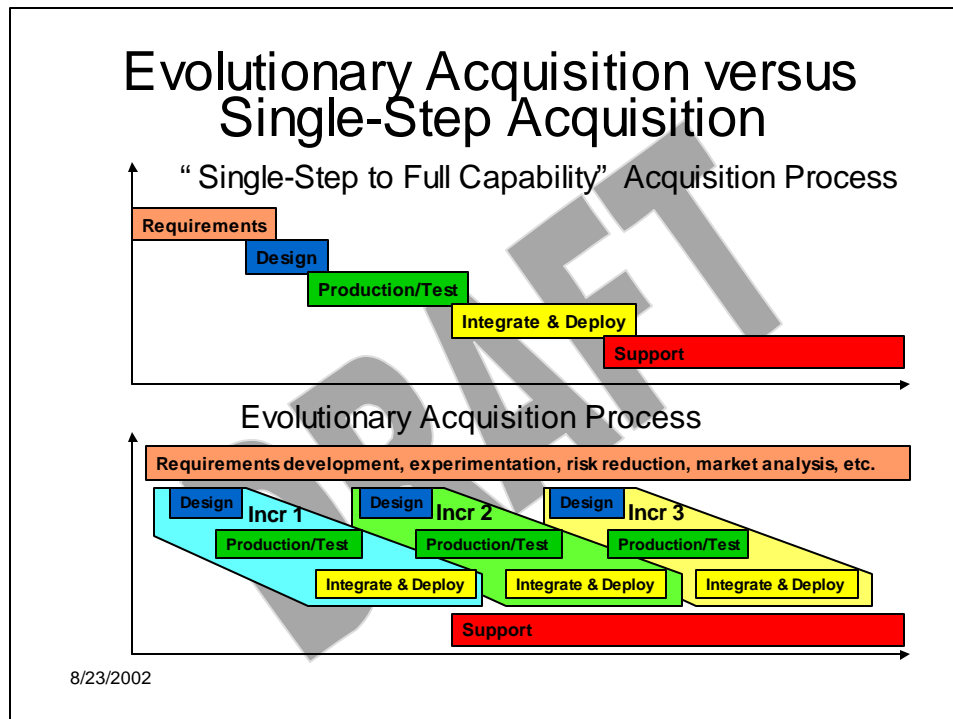 Evolutionary Acquisition versus
Single-Step Acquisition
“ Single-Step to Full Capability” Acquisition Process
Requirements
Design
Production/Test
Integrate & Deploy
Support
Evolutionary Acquisition Process
Requirements development, experimentation, risk reduction, market analysis, etc.
Design
Incr 1
Design
Incr 2
Design
Incr 3
Production/Test
Production/Test
Production/Test
Integrate & Deploy
Integrate & Deploy
Integrate & Deploy
Support
8/23/2002
DRAFT